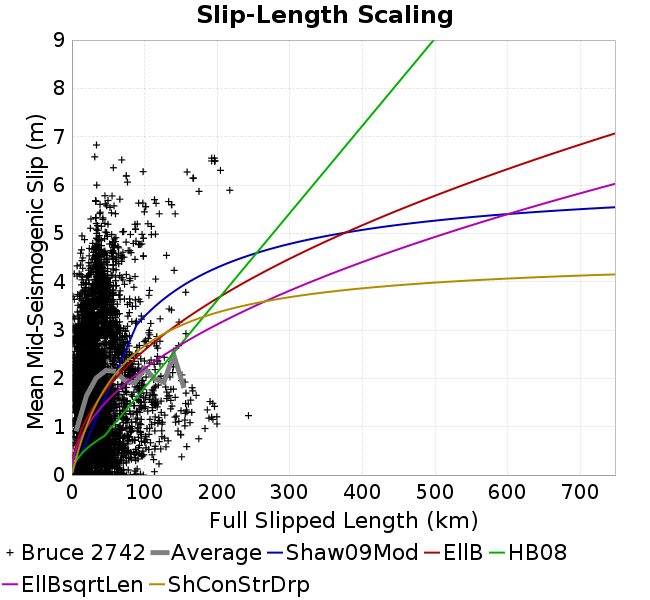 Slip-Length Scaling
Mean Mid-Seismogenic Slip (m)
9
8
7
6
5
4
3
2
1
0
0 100 200 300 400 500 600 700
Full Slipped Length (km)
Bruce 2742 Average Shaw09Mod EllB HB08
EllBsqrtLen ShConStrDrp